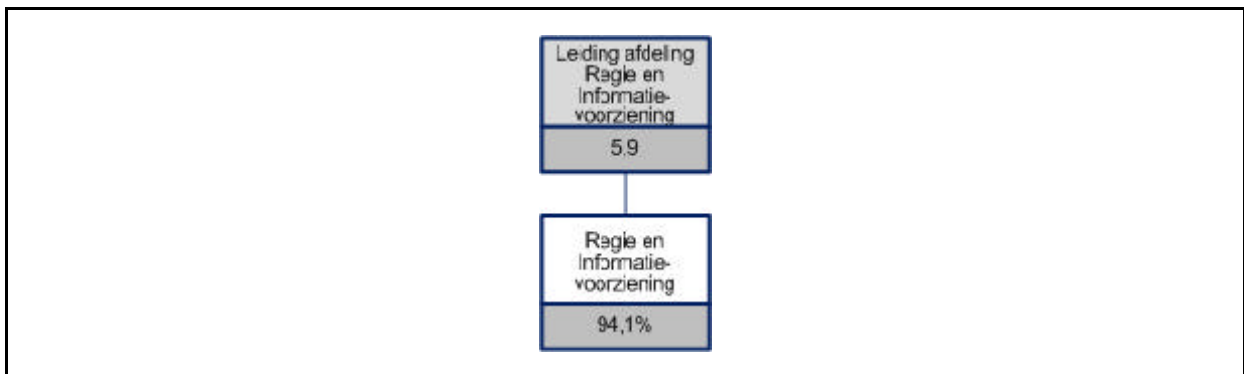 Leiding afdeling
Regie en
Informatie-
voorziening
5,9
Regie en
Informatie-
voorziening
94,1%